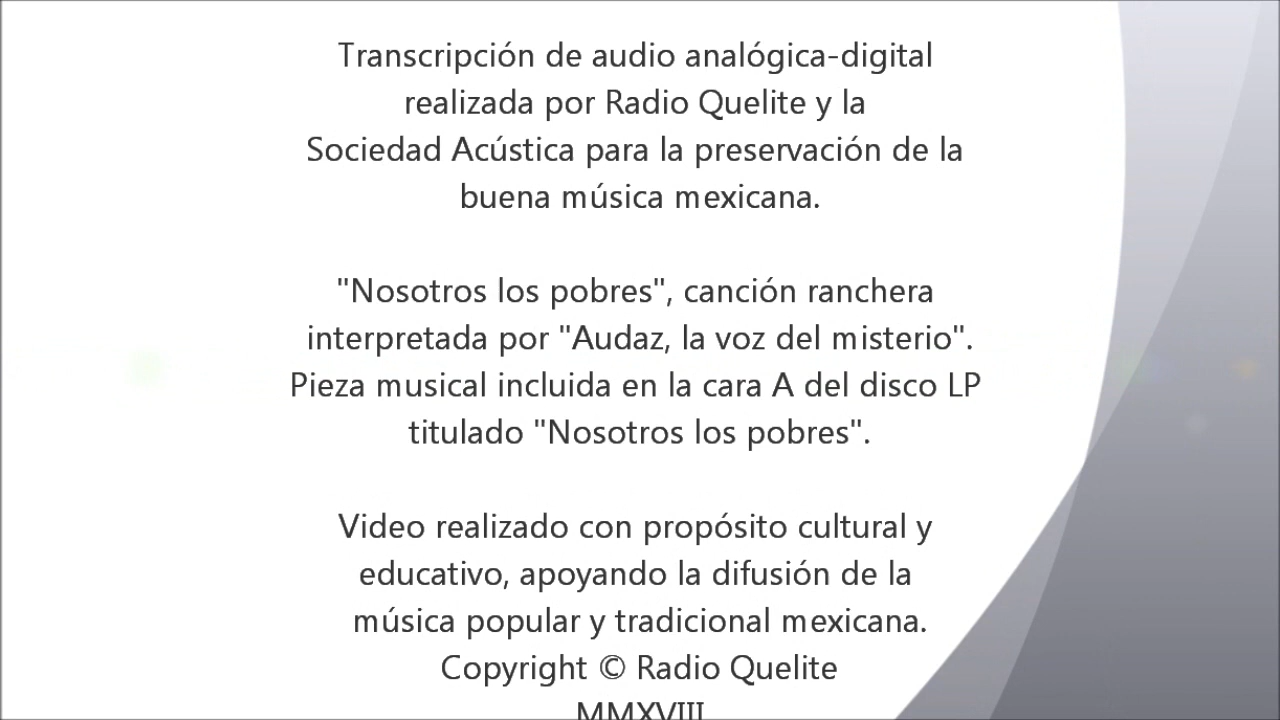 Transcripción de audio analógica-digital
realizada por Radio Quelite y la
Sociedad Acústica para la preservación de la
buena música mexicana.
"Nosotros los pobres", canción ranchera
interpretada por "Audaz, la voz del misterio".
Pieza musical incluida en la cara A del disco LP
titulado "Nosotros los pobres".
Video realizado con propósito cultural y
educativo, apoyando la difusión de la
música popular y tradicional mexicana.
Copyright © Radio Quelite
MMXVIII